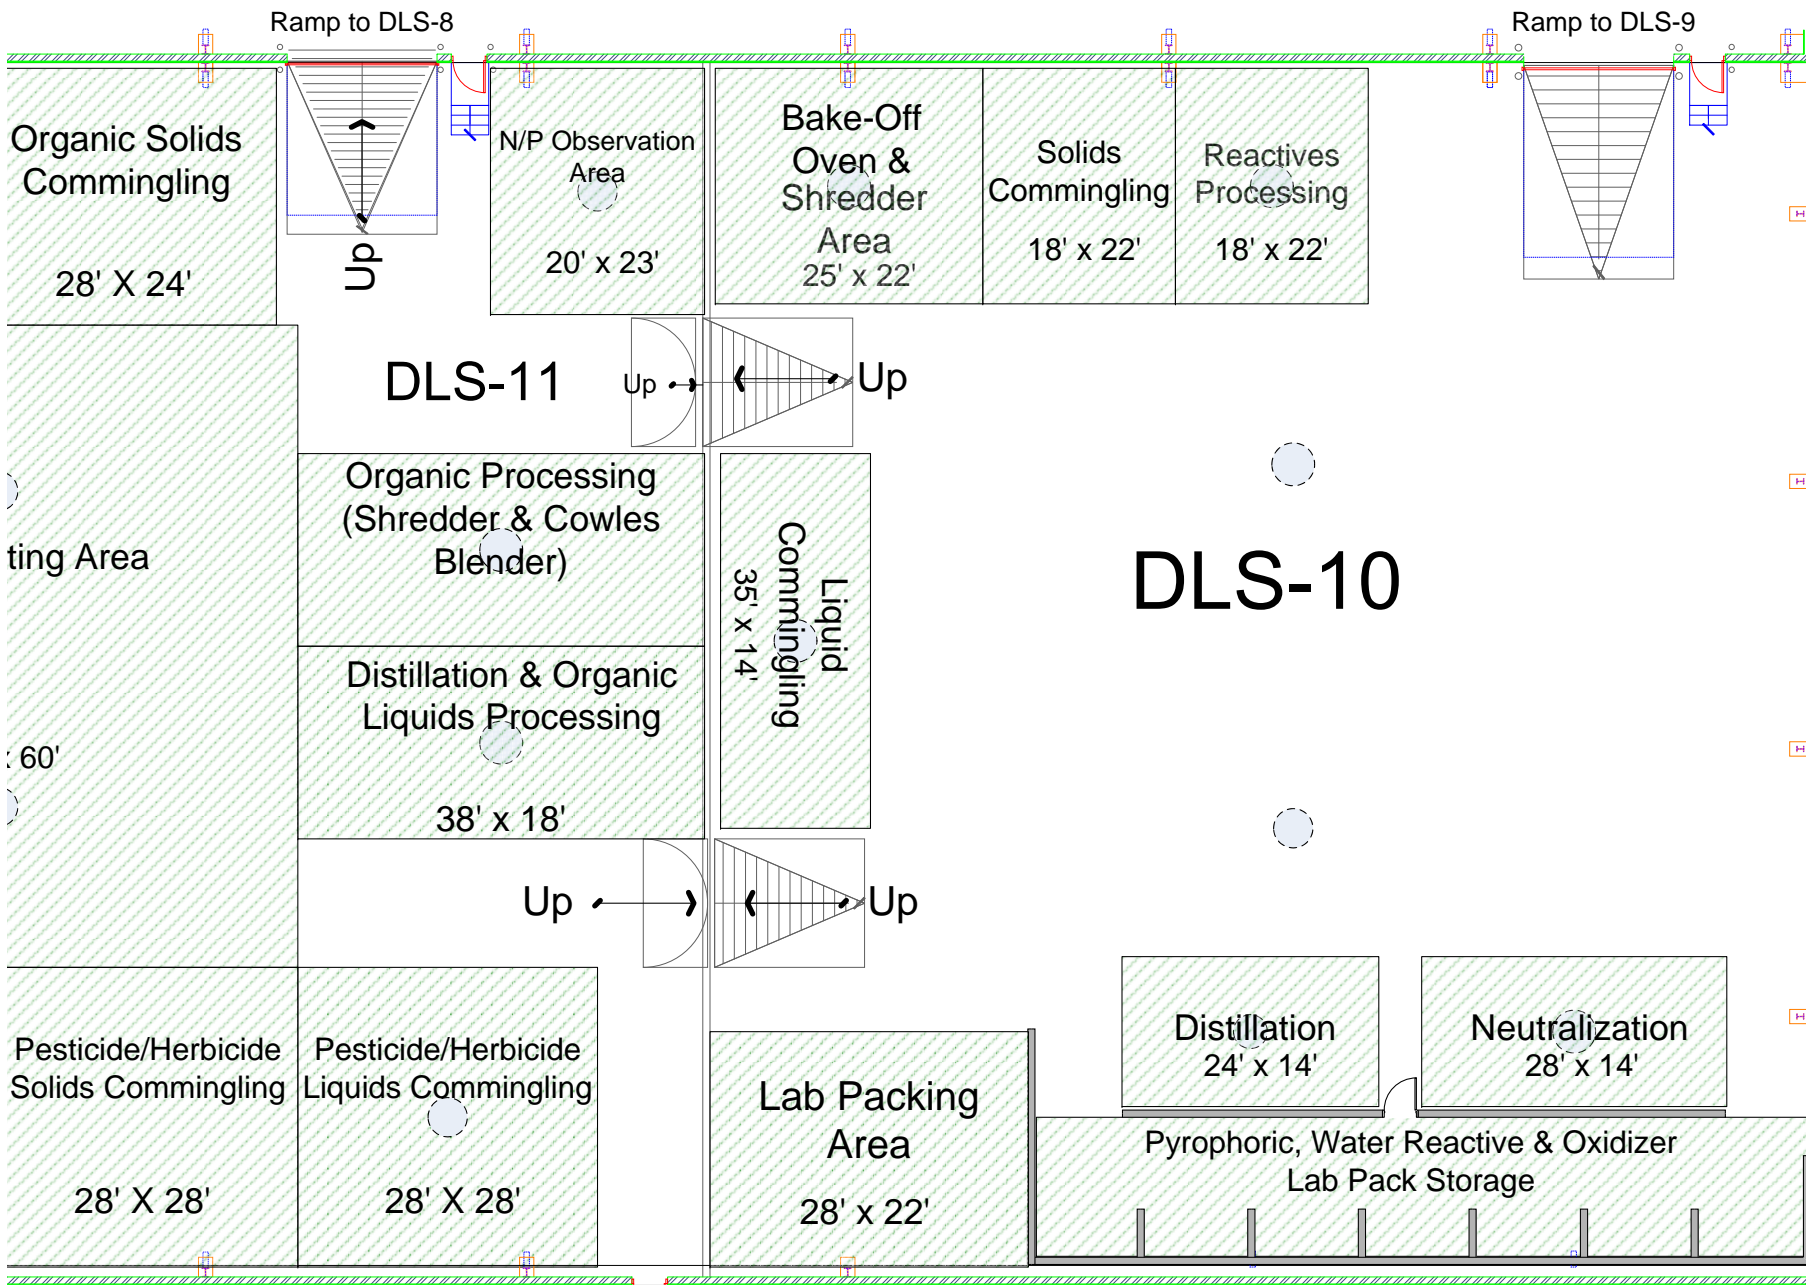 Ramp to DLS-8
Ramp to DLS-9
Organic Solids
Commingling
28' X 24'
Up
N/P Observation
Area
20' x 23'
Bake-Off
Oven &
Shredder
Area
25' x 22'
Solids
Commingling
18' x 22'
Reactives
Processing
18' x 22'
DLS-11
Up
Up
Organic Processing
(Shredder & Cowles
Blender)
Liquid
Commingling
35' x 14'
DLS-10
ting Area
x 60'
Distillation & Organic
Liquids Processing
38' x 18'
Up
Up
Pesticide/Herbicide
Solids Commingling
28' X 28'
Pesticide/Herbicide
Liquids Commingling
28' X 28'
Lab Packing
Area
28' x 22'
Distillation
24' x 14'
Neutralization
28' x 14'
Pyrophoric, Water Reactive & Oxidizer
Lab Pack Storage